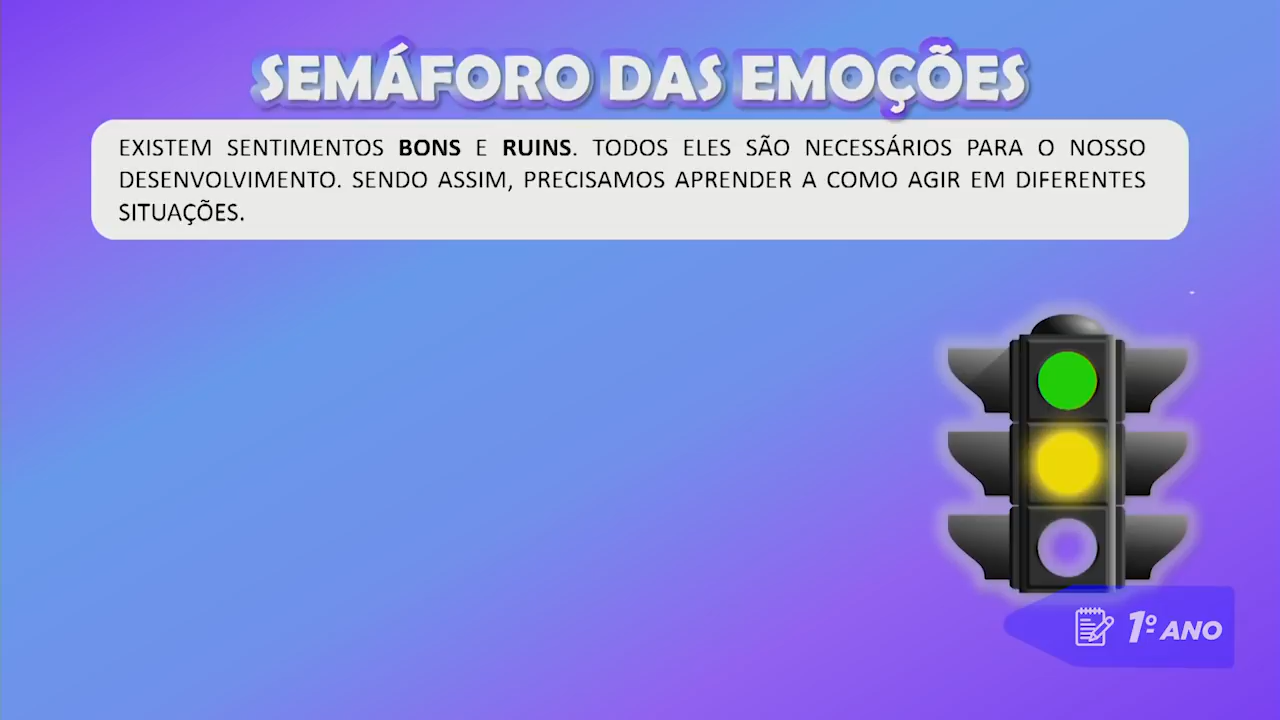 SEMÁFORO DAS EMOÇÕES
EXISTEM SENTIMENTOS BONS E RUINS. TODOS ELES SÃO NECESSÁRIOS PARA O NOSSO
DESENVOLVIMENTO. SENDO ASSIM, PRECISAMOS APRENDER A COMO AGIR EM DIFERENTES
SITUAÇÕES.
1º ANO